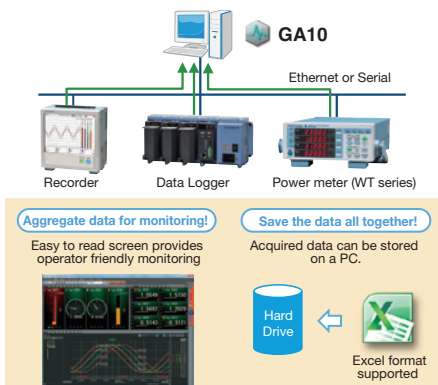 GA10
Ethernet or Serial
Recorder
Data Logger
Power meter (WT series)
Aggregate data for monitoring!
Easy to read screen provides
operator friendly monitoring
Save the data all together!
Acquired data can be stored
on a PC.
Hard
Drive
Excel format
supported